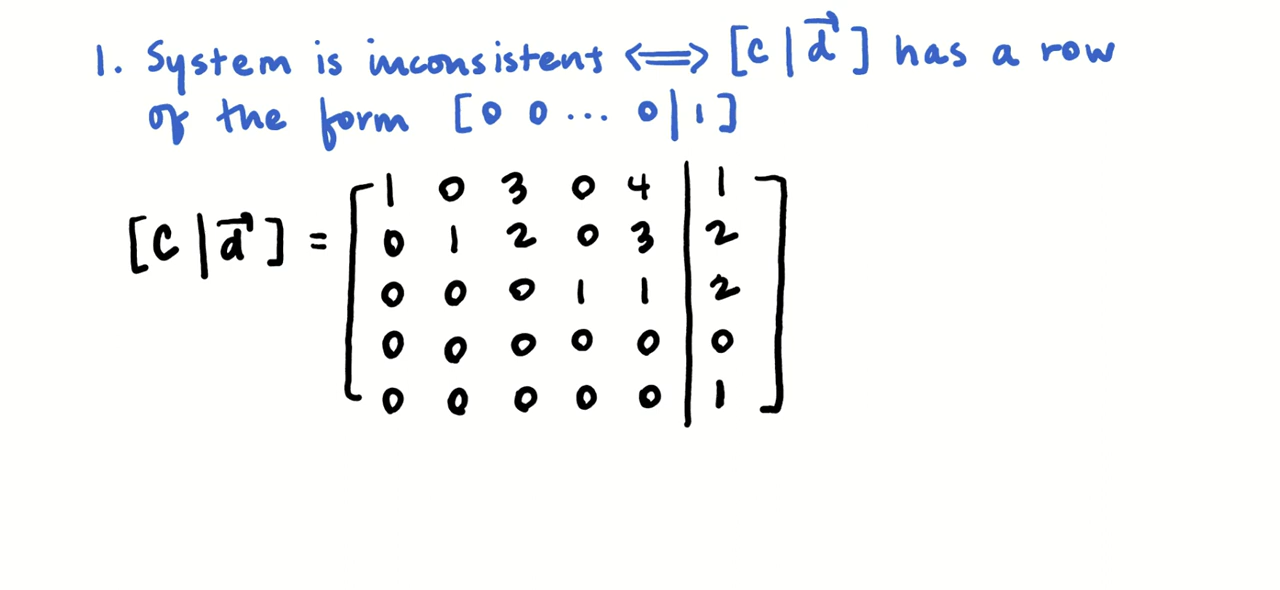 1. System is inconsistent ⟺ [C | d⃗ ] has a row
of the form [0 0 ... 0 | 1]
[C | d⃗ ] =
1 0 3 0 4 | 1
0 1 2 0 3 | 2
0 0 0 1 1 | 2
0 0 0 0 0 | 0
0 0 0 0 0 | 1